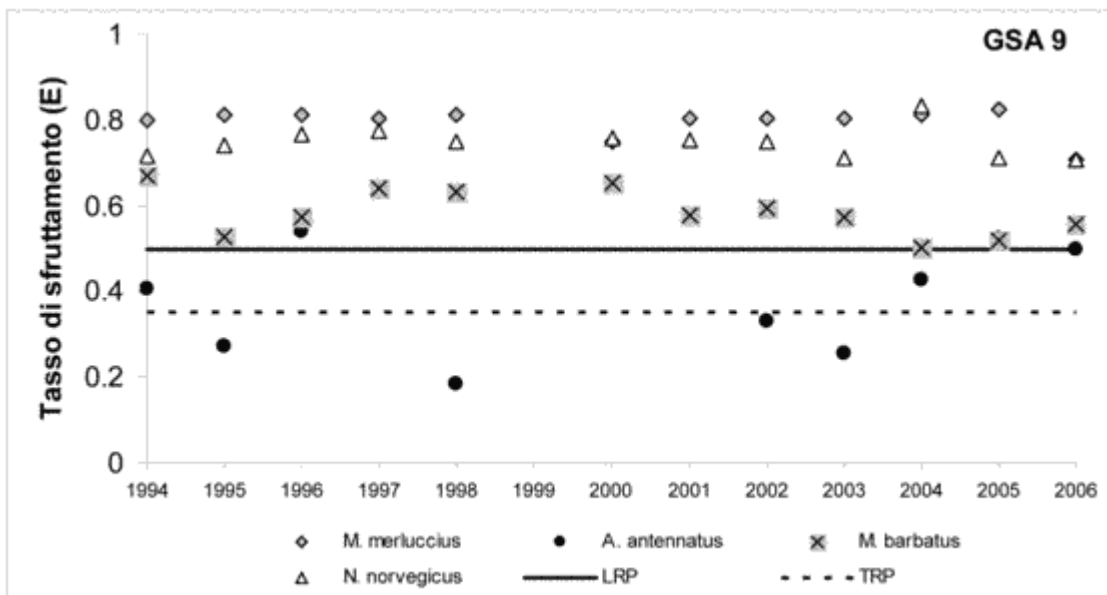 GSA 9
Tasso di sfruttamento (E)
1
0.8
0.6
0.4
0.2
0
1994 1995 1996 1997 1998 1999 2000 2001 2002 2003 2004 2005 2006
M. merluccius A. antennatus M. barbatus
N. norvegicus LRP TRP